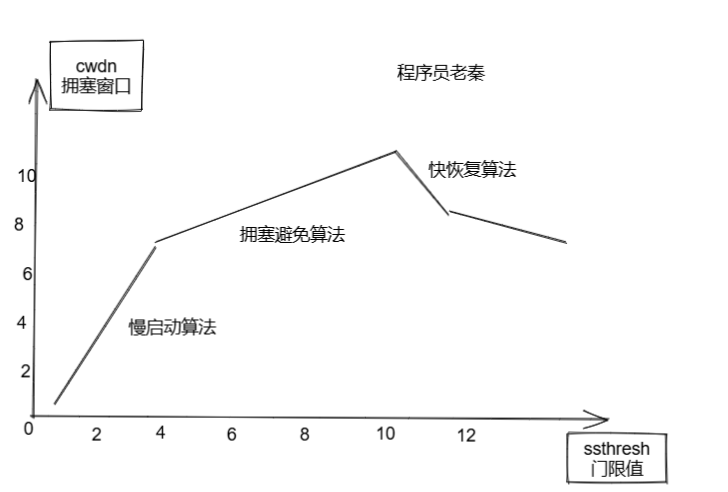 cwdn
拥塞窗口
程序员老秦
10
快恢复算法
8
拥塞避免算法
6
4
慢启动算法
2
0
2
4
6
8
10
12
ssthresh
门限值